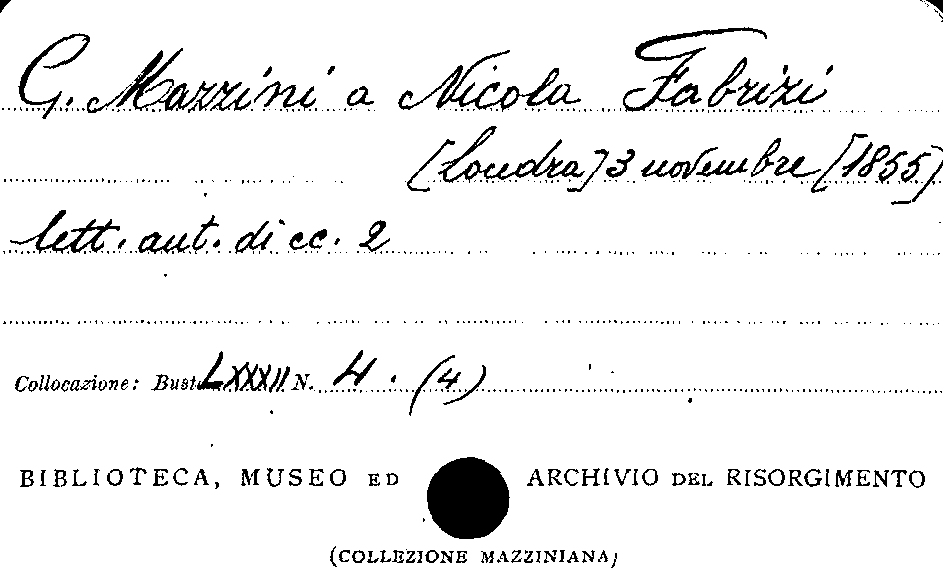 G. Mazzini a Nicola Fabrizi
[Londra] 3 novembre [1855]
lett. aut. di cc. 2
Collocazione: Busta LXXXII N. 4. (4)
BIBLIOTECA, MUSEO ED ARCHIVIO DEL RISORGIMENTO
(COLLEZIONE MAZZINIANA)